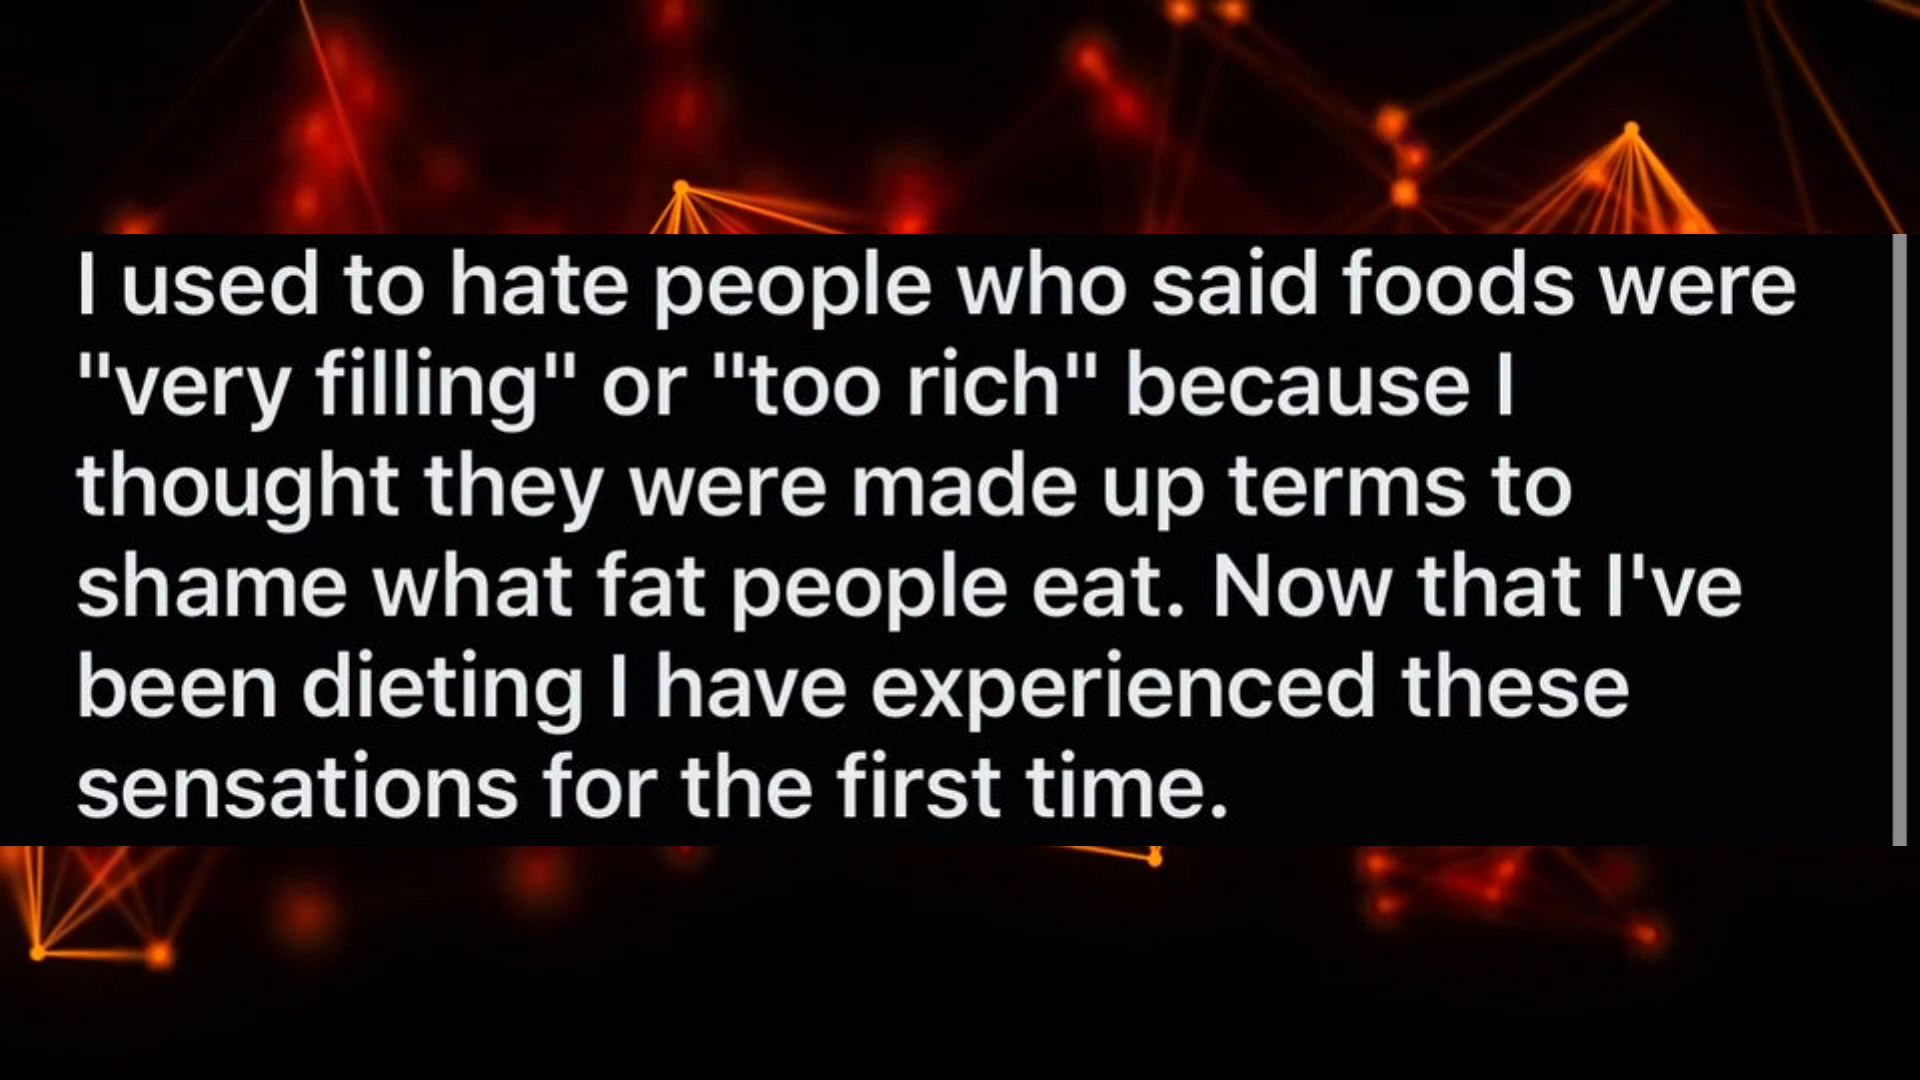 I used to hate people who said foods were
"very filling" or "too rich" because I
thought they were made up terms to
shame what fat people eat. Now that I've
been dieting I have experienced these
sensations for the first time.